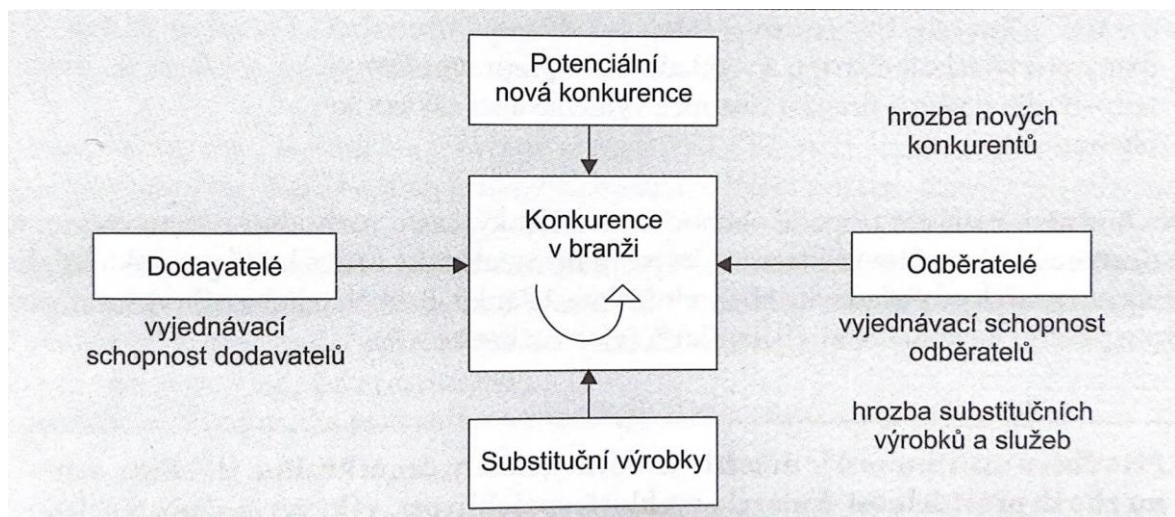 Potenciální
nová konkurence
hrozba nových
konkurentů
Konkurence
v branži
Dodavatelé
Odběratelé
vyjednávací
schopnost dodavatelů
vyjednávací schopnost
odběratelů
hrozba substitučních
výrobků a služeb
Substituční výrobky